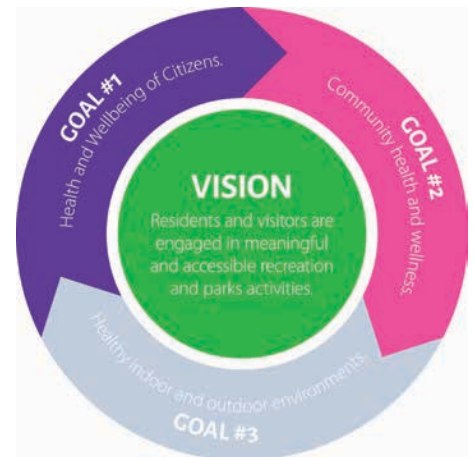 GOAL #1
Health and Wellbeing of Citizens.
GOAL #2
Community health and wellness.
VISION
Residents and visitors are
engaged in meaningful
and accessible recreation
and parks activities.
Healthy indoor and outdoor environments.
GOAL #3